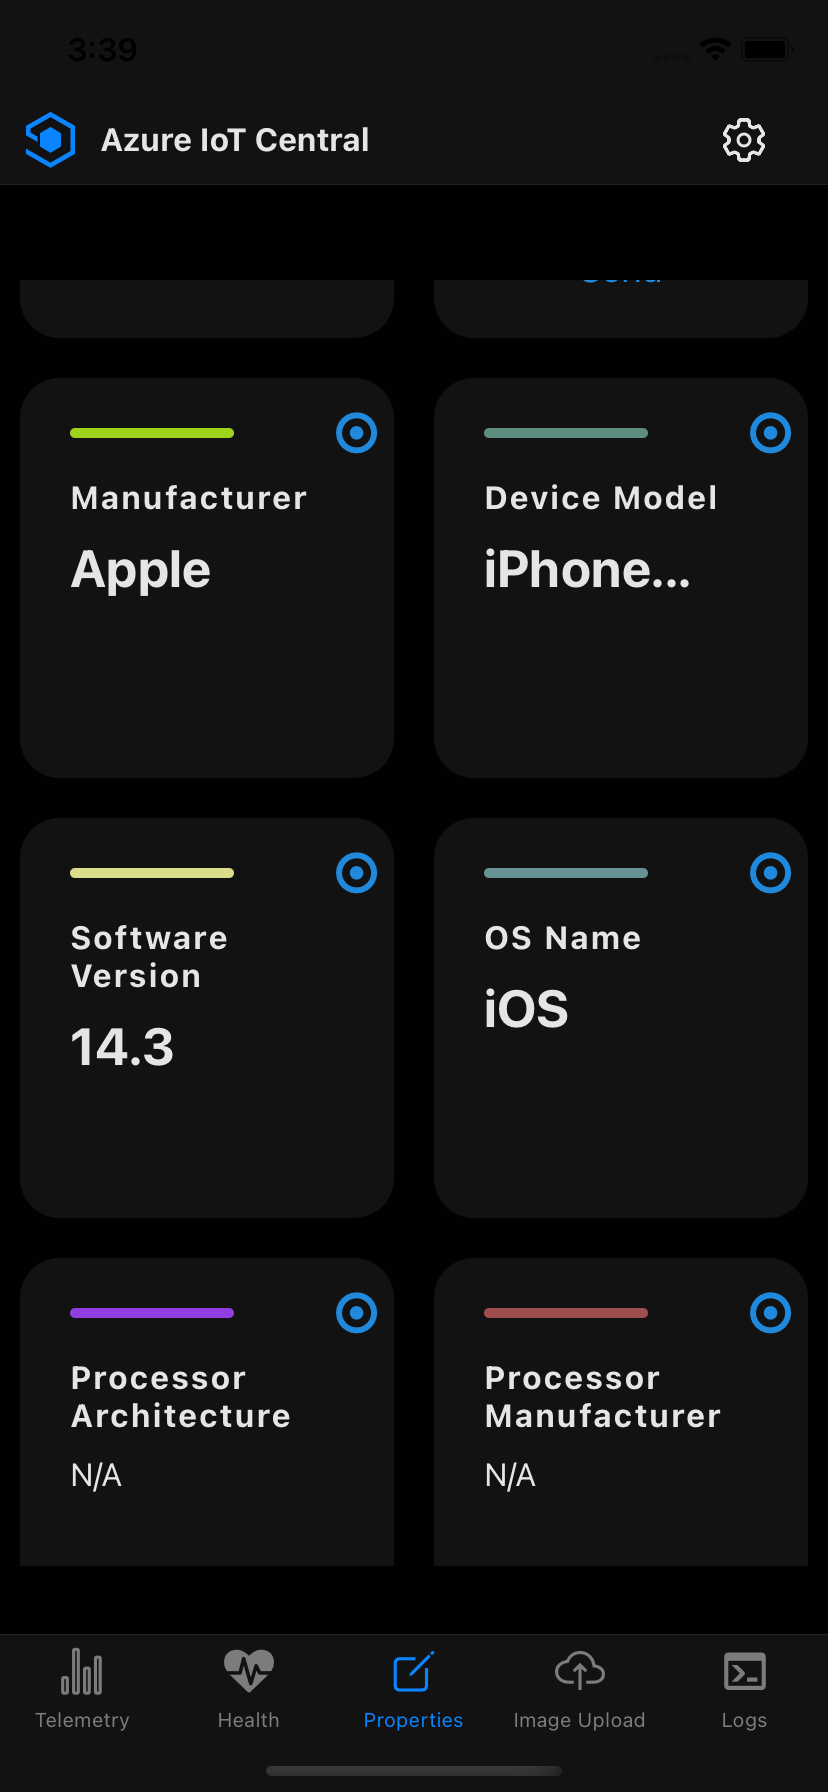 3:39
Azure IoT Central
Send
Manufacturer
Apple
Device Model
iPhone...
Software
Version
14.3
OS Name
iOS
Processor
Architecture
N/A
Processor
Manufacturer
N/A
Telemetry
Health
Properties
Image Upload
Logs